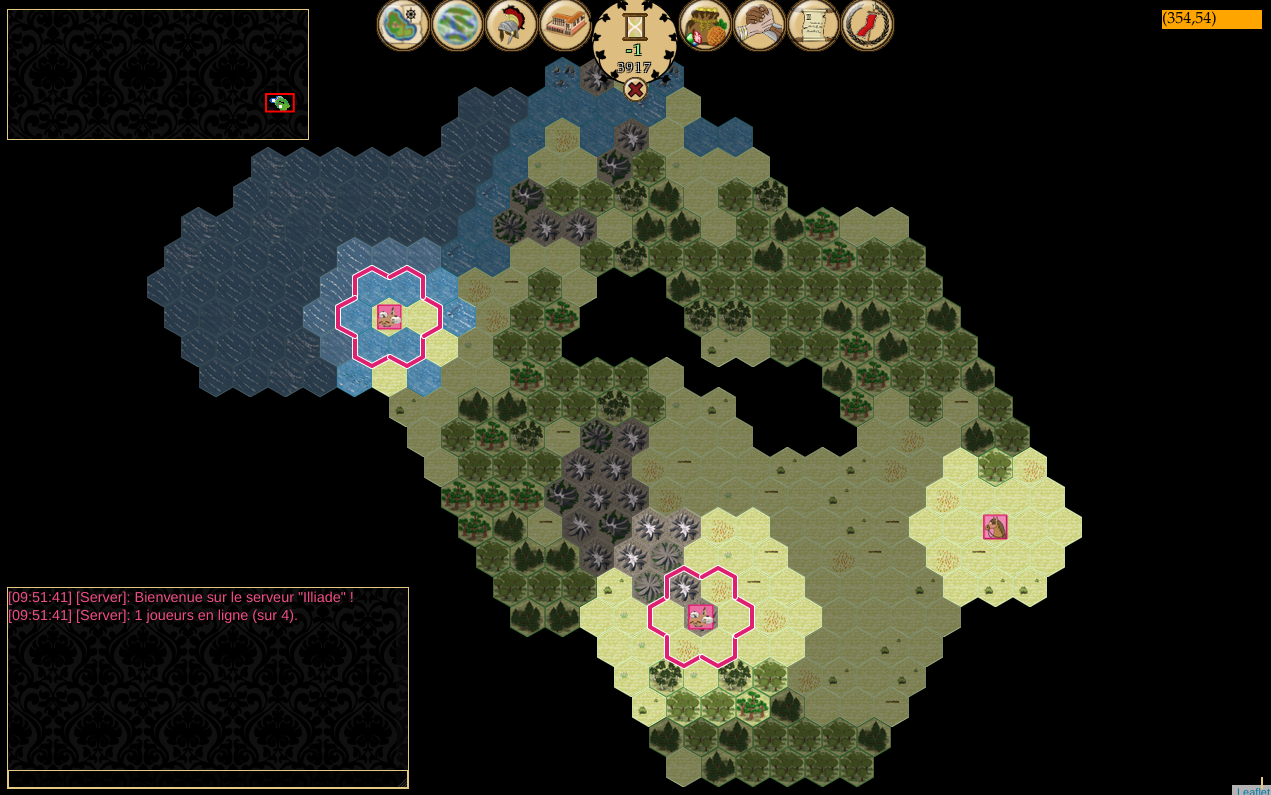 -1
3917
(354,54)
[09:51:41] [Server]: Bienvenue sur le serveur "Illiade" !
[09:51:41] [Server]: 1 joueurs en ligne (sur 4).
Leaflet